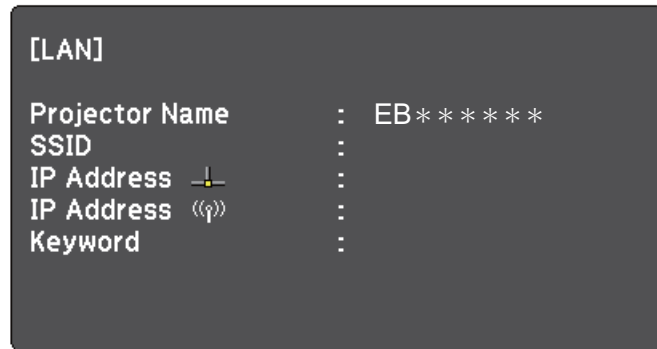 [LAN]
Projector Name : EB******
SSID :
IP Address :
IP Address :
Keyword :